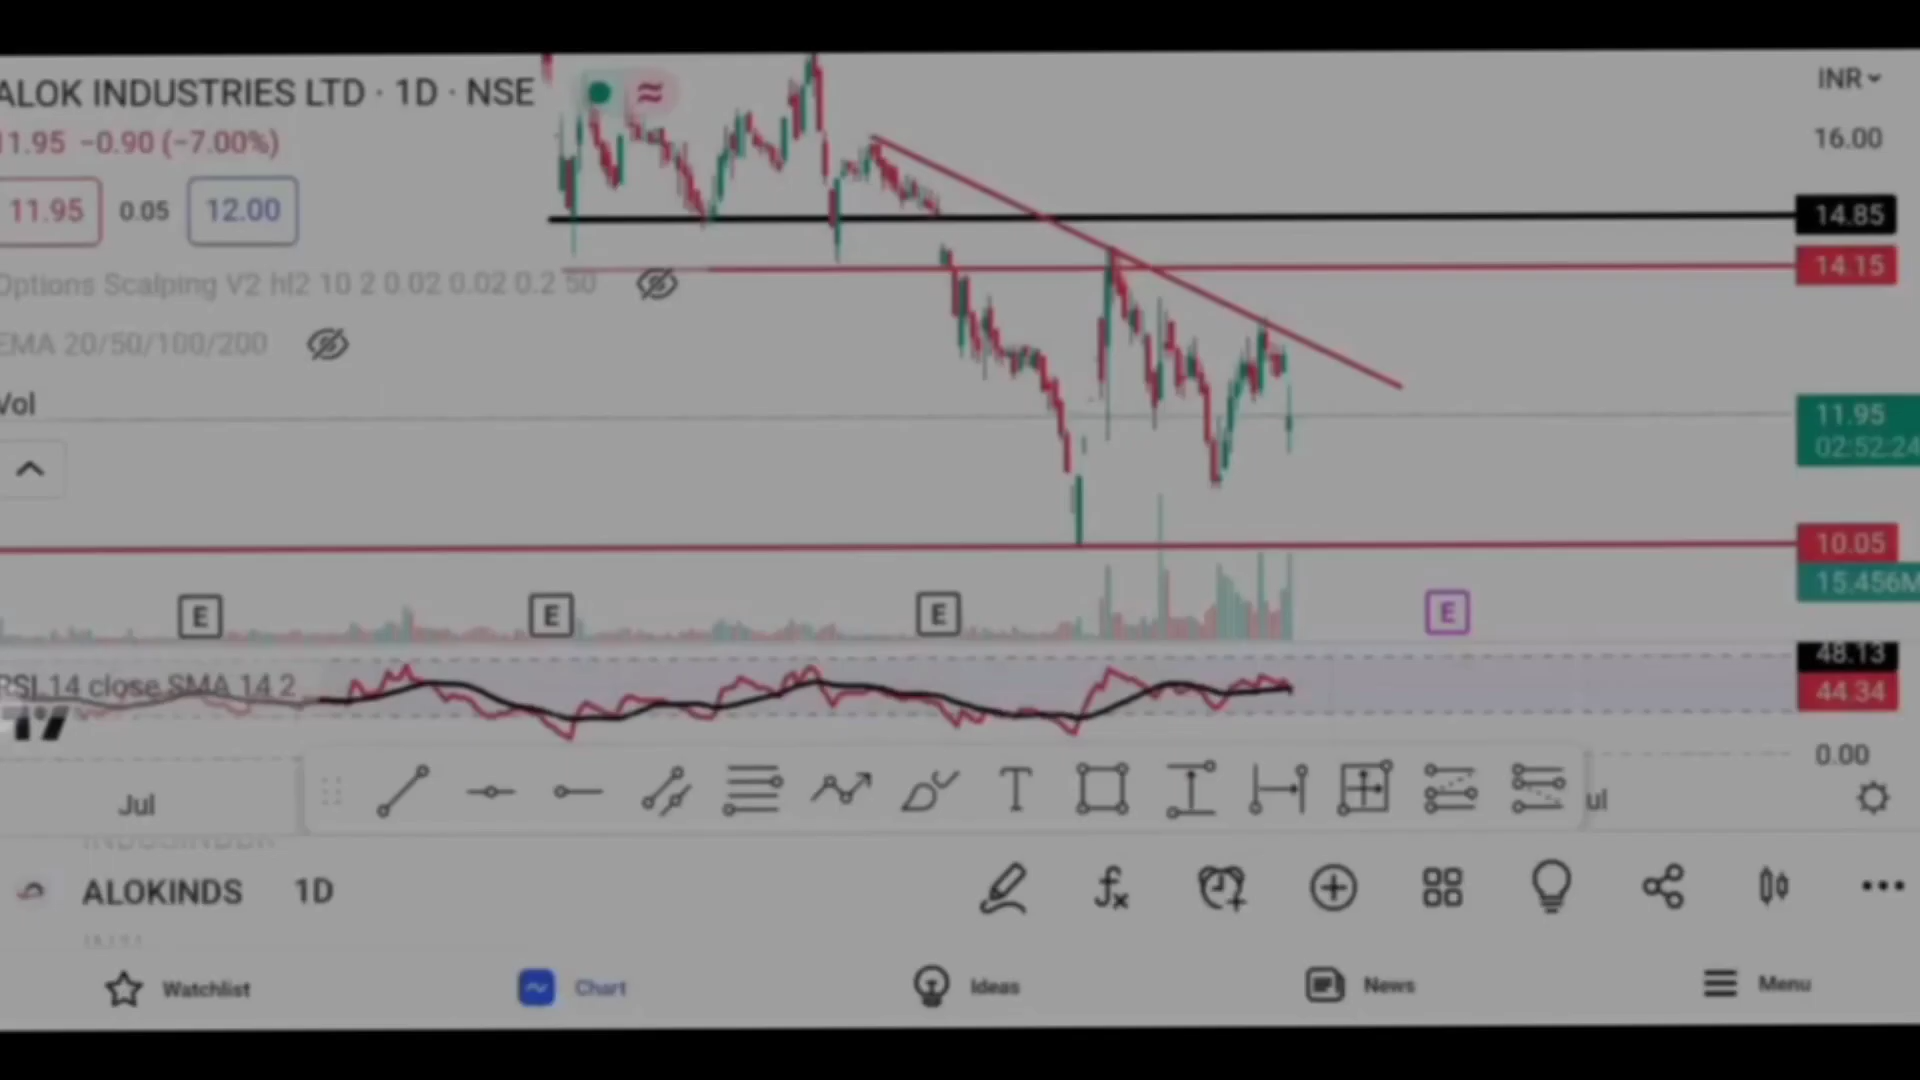 ALOK INDUSTRIES LTD · 1D · NSE
INR
11.95 −0.90 (−7.00%)
16.00
11.95 0.05 12.00
14.85
14.15
Options Scalping V2 hl2 10 2 0.02 0.02 0.2 50
EMA 20/50/100/200
Vol
11.95
02:52:24
10.05
15.456M
E E E E
48.13
RSI 14 close SMA 14 2
44.34
0.00
Jul
ul
ALOKINDS 1D
Watchlist Chart Ideas News Menu